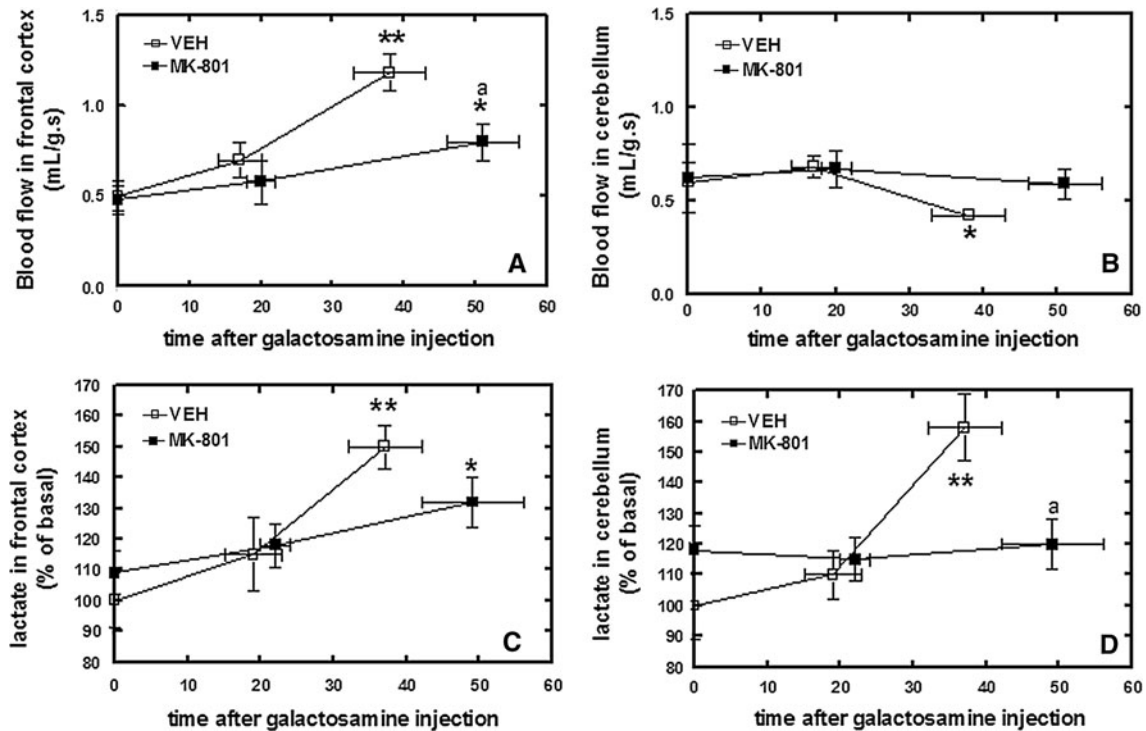 Blood flow in frontal cortex
(mL/g.s)
1.5
1.0
0.5
0.0
VEH
MK-801
**
a
*
A
0 10 20 30 40 50 60
time after galactosamine injection
Blood flow in cerebellum
(mL/g.s)
1.5
1.0
0.5
0.0
VEH
MK-801
*
B
0 10 20 30 40 50 60
time after galactosamine injection
lactate in frontal cortex
(% of basal)
170
160
150
140
130
120
110
100
90
80
VEH
MK-801
**
*
C
0 10 20 30 40 50 60
time after galactosamine injection
lactate in cerebellum
(% of basal)
170
160
150
140
130
120
110
100
90
80
VEH
MK-801
**
a
D
0 10 20 30 40 50 60
time after galactosamine injection